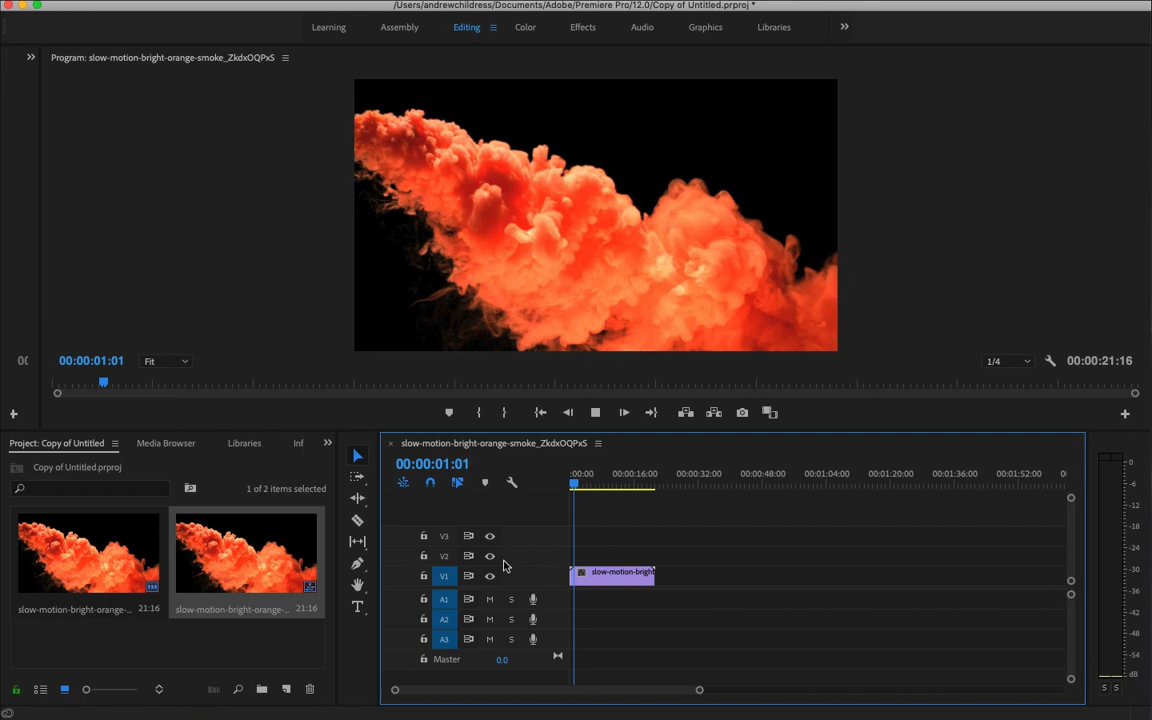 /Users/andrewchildress/Documents/Adobe/Premiere Pro/12.0/Copy of Untitled.prproj *
Learning Assembly Editing Color Effects Audio Graphics Libraries
Program: slow-motion-bright-orange-smoke_ZkdxOQPxS
00:00:01:01 Fit 1/4 00:00:21:16
Project: Copy of Untitled Media Browser Libraries Inf
Copy of Untitled.prproj
1 of 2 items selected
slow-motion-bright-orange-... 21:16 slow-motion-bright-orange-... 21:16
slow-motion-bright-orange-smoke_ZkdxOQPxS
00:00:01:01
:00:00 00:00:16:00 00:00:32:00 00:00:48:00 00:01:04:00 00:01:20:00 00:01:36:00 00:01:52:00
V3
V2
V1 slow-motion-bright
A1 M S
A2 M S
A3 M S
Master 0.0
0
-6
-12
-18
-24
-30
-36
-42
-48
-54
dB
S S